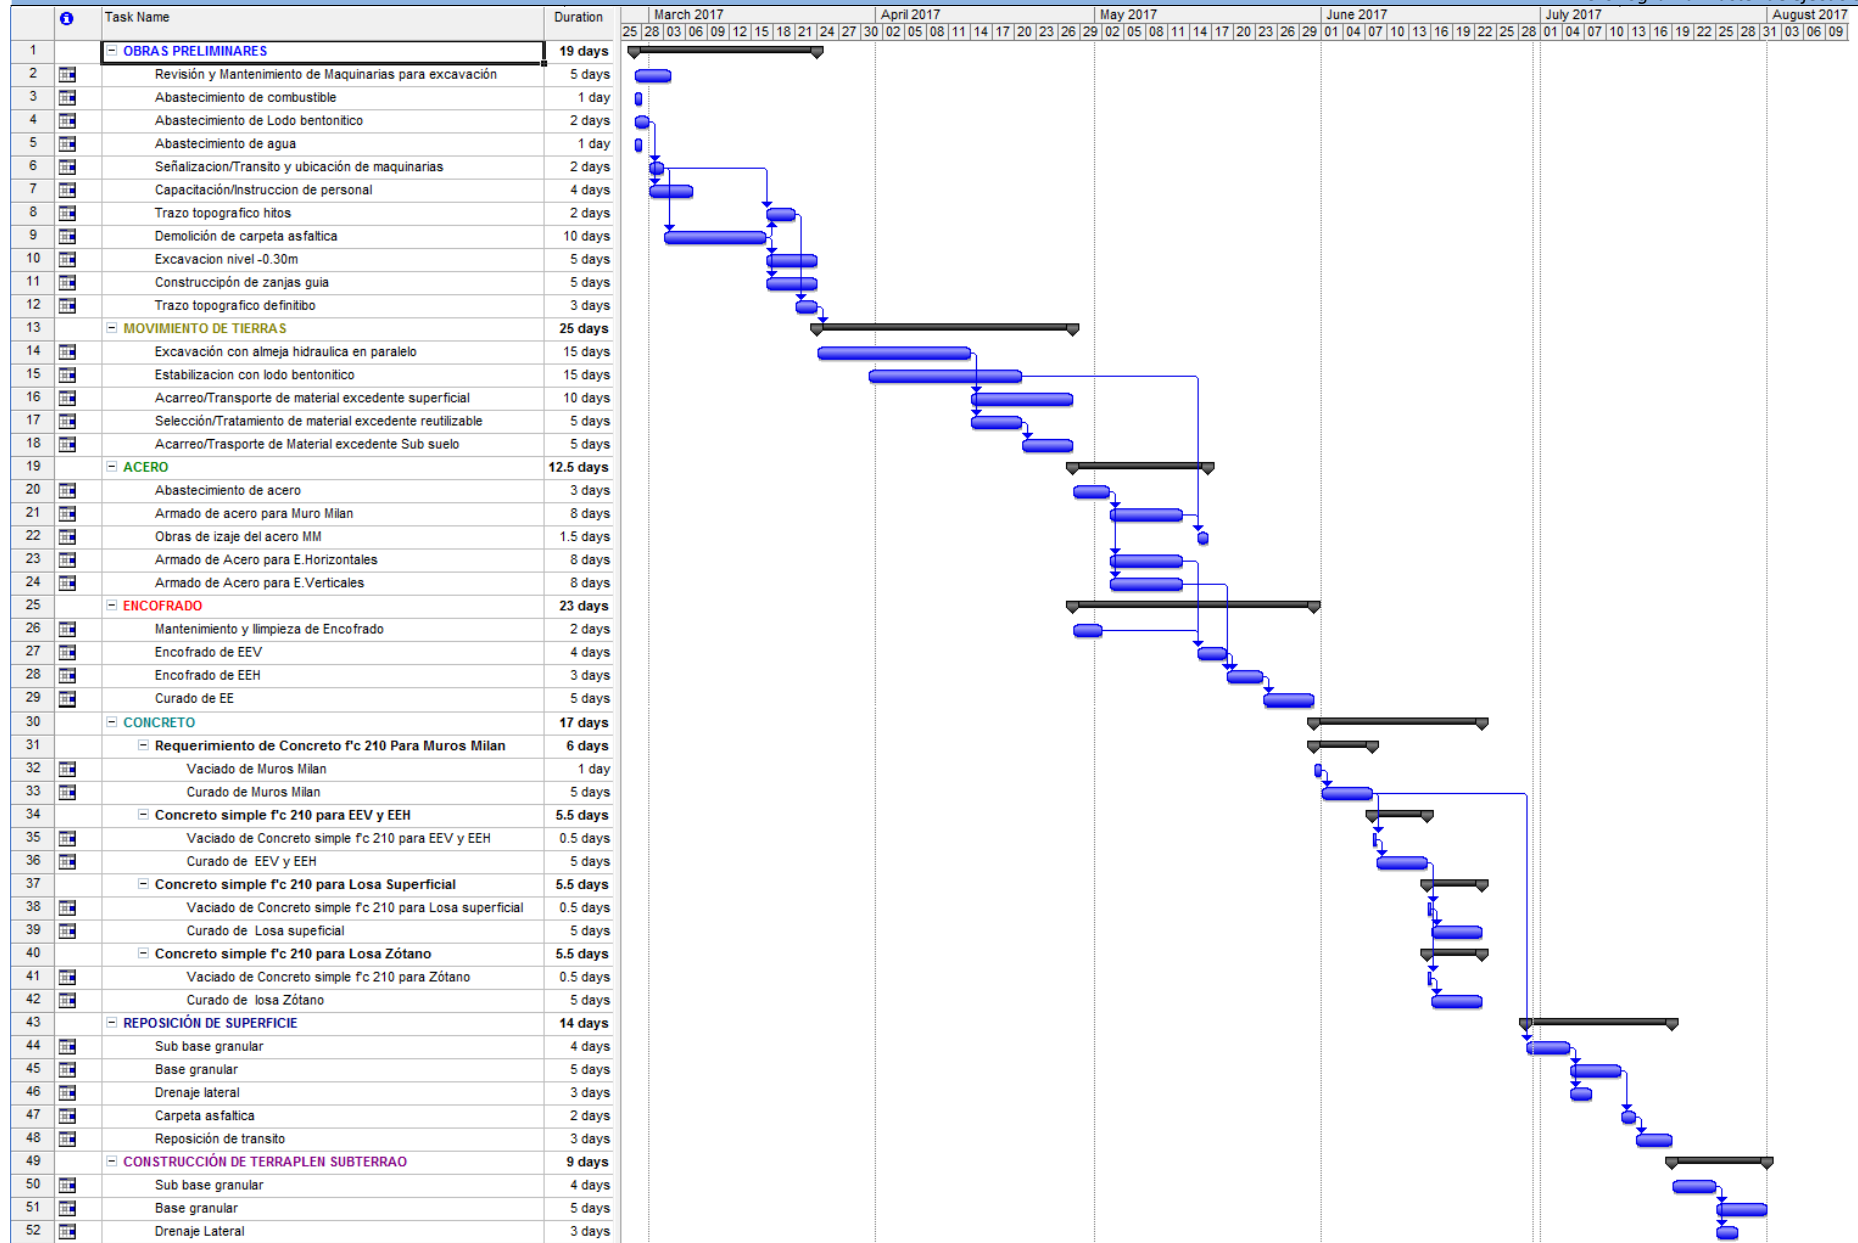 Task Name Duration March 2017 April 2017 May 2017 June 2017 July 2017 August 2017
25 28 03 06 09 12 15 18 21 24 27 30 02 05 08 11 14 17 20 23 26 29 02 05 08 11 14 17 20 23 26 29 01 04 07 10 13 16 19 22 25 28 01 04 07 10 13 16 19 22 25 28 31 03 06 09
1 OBRAS PRELIMINARES 19 days
2 Revisión y Mantenimiento de Maquinarias para excavación 5 days
3 Abastecimiento de combustible 1 day
4 Abastecimiento de Lodo bentonitico 2 days
5 Abastecimiento de agua 1 day
6 Señalizacion/Transito y ubicación de maquinarias 2 days
7 Capacitación/Instruccion de personal 4 days
8 Trazo topografico hitos 2 days
9 Demolición de carpeta asfaltica 10 days
10 Excavacion nivel -0.30m 5 days
11 Construccipón de zanjas guia 5 days
12 Trazo topografico definitibo 3 days
13 MOVIMIENTO DE TIERRAS 25 days
14 Excavación con almeja hidraulica en paralelo 15 days
15 Estabilizacion con lodo bentonitico 15 days
16 Acarreo/Transporte de material excedente superficial 10 days
17 Selección/Tratamiento de material excedente reutilizable 5 days
18 Acarreo/Trasporte de Material excedente Sub suelo 5 days
19 ACERO 12.5 days
20 Abastecimiento de acero 3 days
21 Armado de acero para Muro Milan 8 days
22 Obras de izaje del acero MM 1.5 days
23 Armado de Acero para E.Horizontales 8 days
24 Armado de Acero para E.Verticales 8 days
25 ENCOFRADO 23 days
26 Mantenimiento y llimpieza de Encofrado 2 days
27 Encofrado de EEV 4 days
28 Encofrado de EEH 3 days
29 Curado de EE 5 days
30 CONCRETO 17 days
31 Requerimiento de Concreto f'c 210 Para Muros Milan 6 days
32 Vaciado de Muros Milan 1 day
33 Curado de Muros Milan 5 days
34 Concreto simple f'c 210 para EEV y EEH 5.5 days
35 Vaciado de Concreto simple f'c 210 para EEV y EEH 0.5 days
36 Curado de EEV y EEH 5 days
37 Concreto simple f'c 210 para Losa Superficial 5.5 days
38 Vaciado de Concreto simple f'c 210 para Losa superficial 0.5 days
39 Curado de Losa supeficial 5 days
40 Concreto simple f'c 210 para Losa Zótano 5.5 days
41 Vaciado de Concreto simple f'c 210 para Zótano 0.5 days
42 Curado de losa Zótano 5 days
43 REPOSICIÓN DE SUPERFICIE 14 days
44 Sub base granular 4 days
45 Base granular 5 days
46 Drenaje lateral 3 days
47 Carpeta asfaltica 2 days
48 Reposición de transito 3 days
49 CONSTRUCCIÓN DE TERRAPLEN SUBTERRAO 9 days
50 Sub base granular 4 days
51 Base granular 5 days
52 Drenaje Lateral 3 days